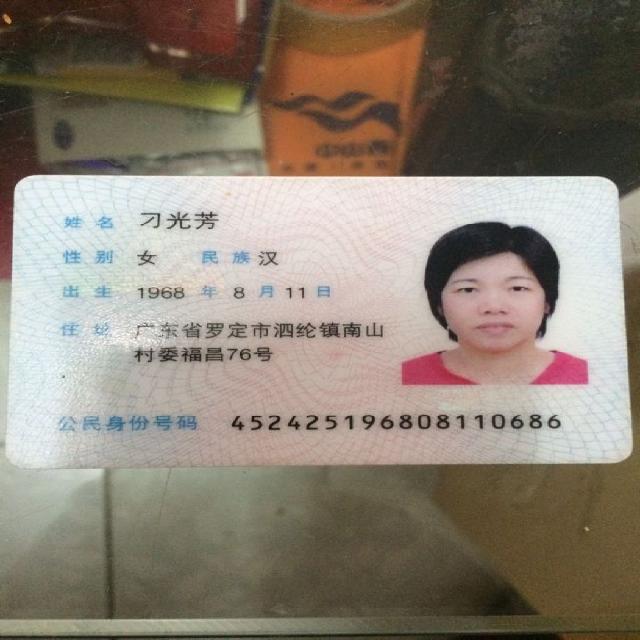 姓名 刁光芳
性别 女 民族 汉
出生 1968 年 8 月 11 日
住址 广东省罗定市泗纶镇南山
村委福昌76号
公民身份号码 452425196808110686